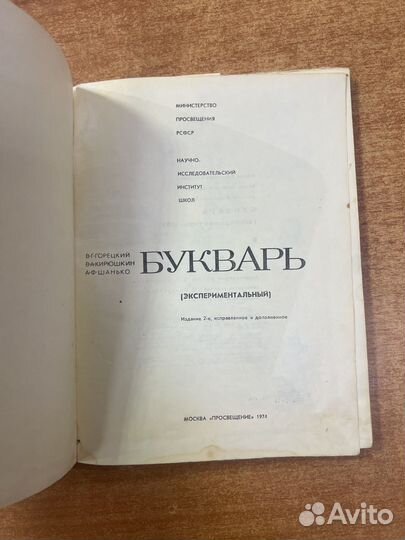 МИНИСТЕРСТВО
ПРОСВЕЩЕНИЯ
РСФСР
НАУЧНО-
ИССЛЕДОВАТЕЛЬСКИЙ
ИНСТИТУТ
ШКОЛ
В·Г·ГОРЕЦКИЙ
В·А·КИРЮШКИН
А·Ф·ШАНЬКО
БУКВАРЬ
(ЭКСПЕРИМЕНТАЛЬНЫЙ)
Издание 2-е, исправленное и дополненное
МОСКВА «ПРОСВЕЩЕНИЕ» 1974
Avito